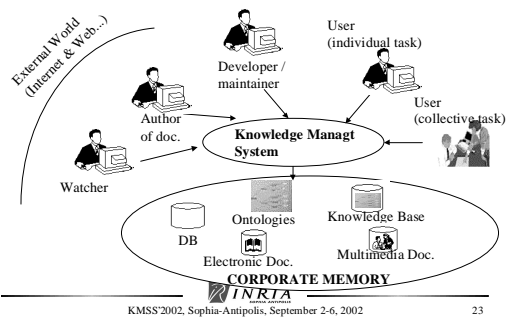 External World
(Internet & Web...)
Developer /
maintainer
User
(individual task)
User
(collective task)
Author
of doc.
Watcher
Knowledge Managt
System
DB
Ontologies
Knowledge Base
Electronic Doc.
Multimedia Doc.
CORPORATE MEMORY
INRIA
SOPHIA ANTIPOLIS
KMSS'2002, Sophia-Antipolis, September 2-6, 2002
23